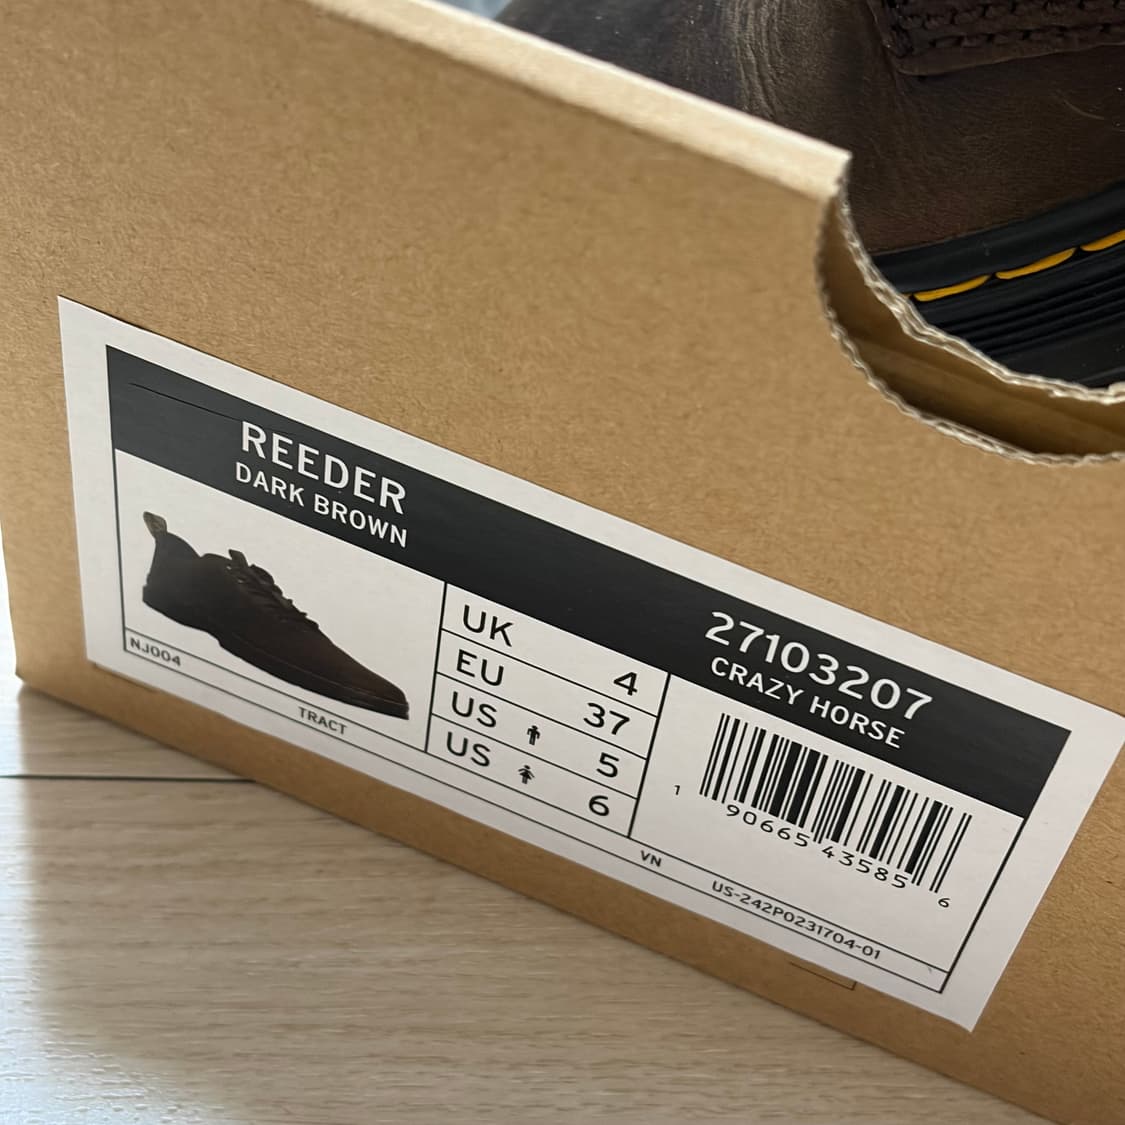 REEDER
DARK BROWN
27103207
CRAZY HORSE
NJ004
TRACT
UK 4
EU 37
US 5
US 6
1 90665 43585 6
VN
US-242P0231704-01